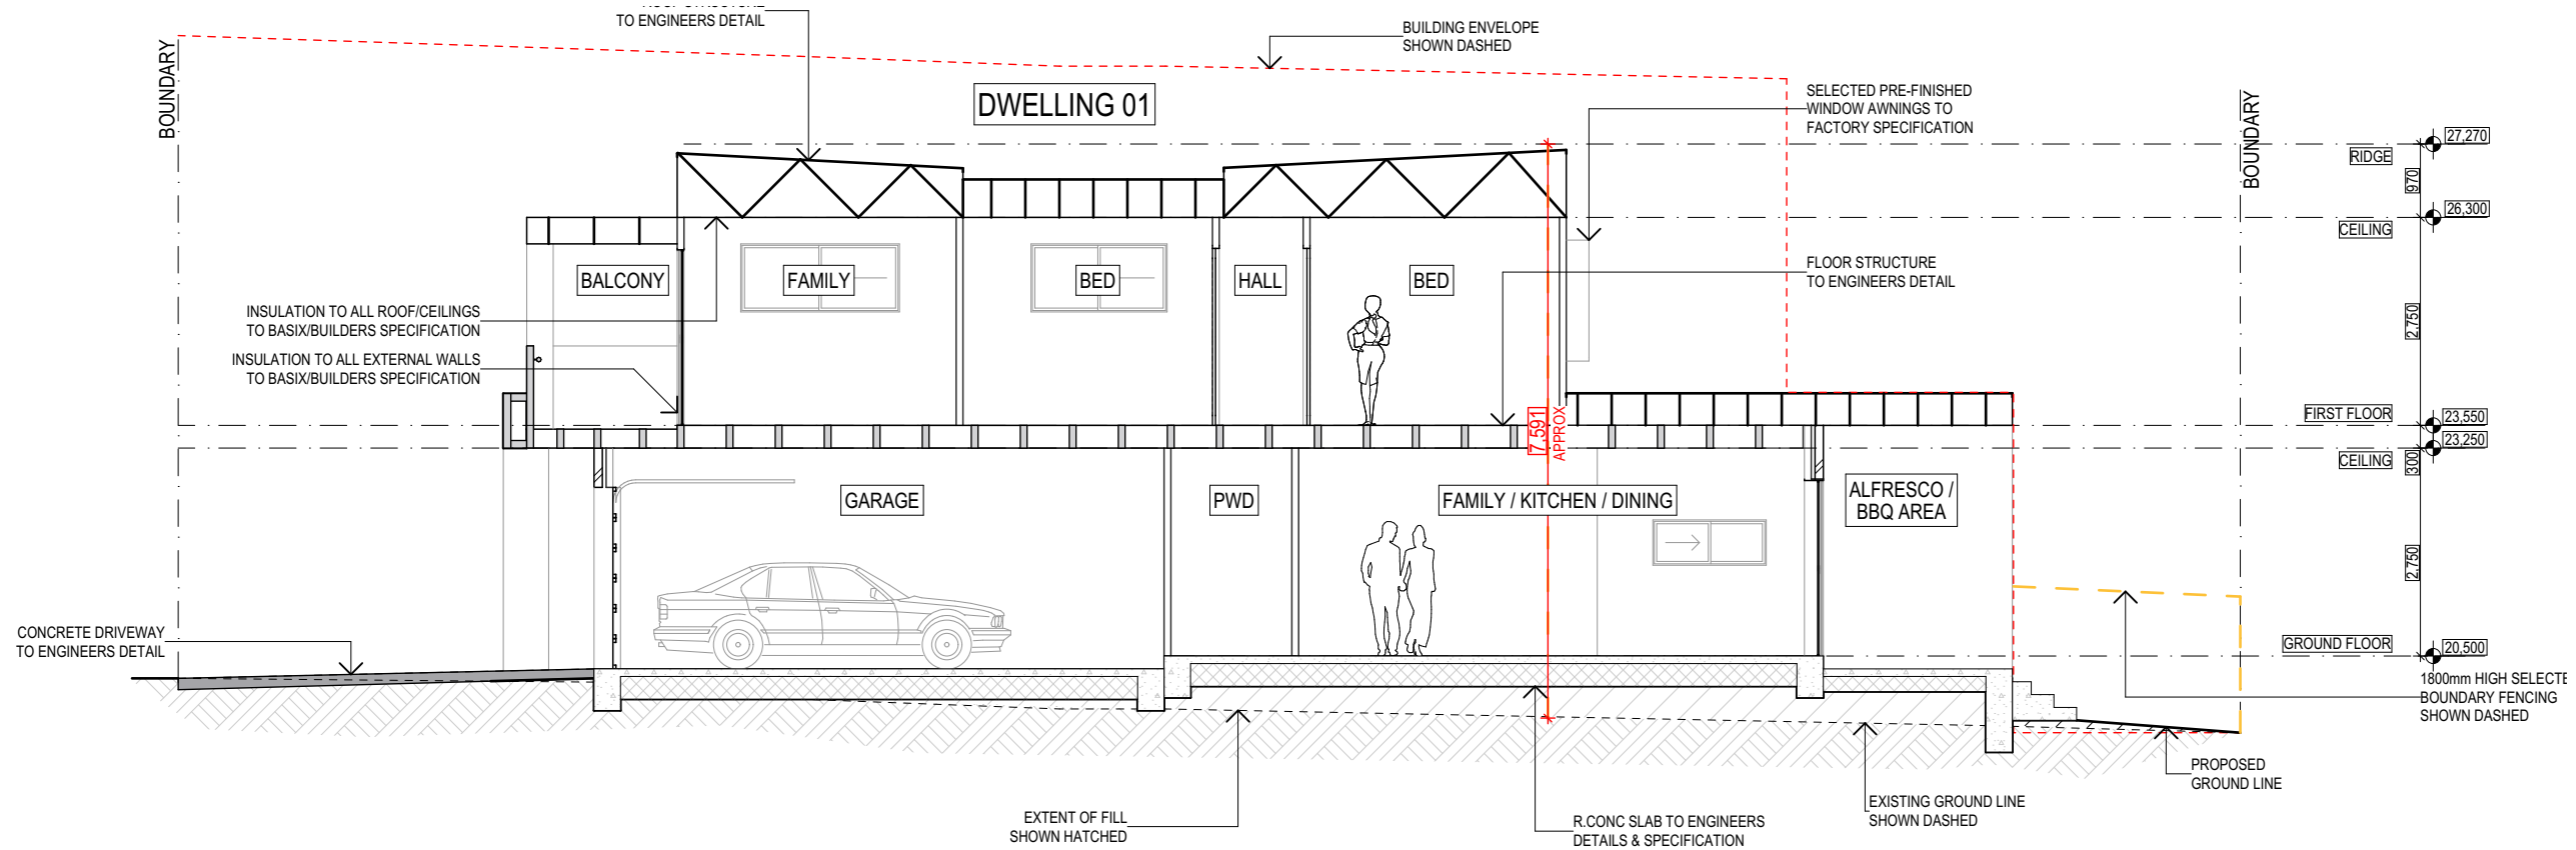 TO ENGINEERS DETAIL
BUILDING ENVELOPE
SHOWN DASHED
BOUNDARY
DWELLING 01
SELECTED PRE-FINISHED
WINDOW AWNINGS TO
FACTORY SPECIFICATION
BOUNDARY
27,270
RIDGE
970
26,300
CEILING
BALCONY
FAMILY
BED
HALL
BED
FLOOR STRUCTURE
TO ENGINEERS DETAIL
INSULATION TO ALL ROOF/CEILINGS
TO BASIX/BUILDERS SPECIFICATION
2,750
INSULATION TO ALL EXTERNAL WALLS
TO BASIX/BUILDERS SPECIFICATION
7,591
APPROX
FIRST FLOOR
23,550
23,250
CEILING
300
GARAGE
PWD
FAMILY / KITCHEN / DINING
ALFRESCO /
BBQ AREA
2,750
CONCRETE DRIVEWAY
TO ENGINEERS DETAIL
GROUND FLOOR
20,500
1800mm HIGH SELECTE
BOUNDARY FENCING
SHOWN DASHED
PROPOSED
GROUND LINE
EXTENT OF FILL
SHOWN HATCHED
R.CONC SLAB TO ENGINEERS
DETAILS & SPECIFICATION
EXISTING GROUND LINE
SHOWN DASHED